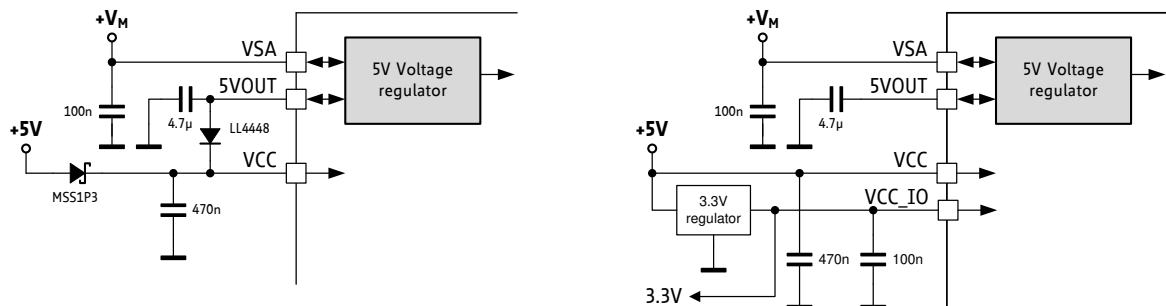 +VM
VSA
5V Voltage
regulator
5VOUT
100n
4.7µ
LL4448
+5V
VCC
MSS1P3
470n
+VM
VSA
5V Voltage
regulator
5VOUT
100n
4.7µ
+5V
VCC
3.3V
regulator
VCC_IO
470n
100n
3.3V